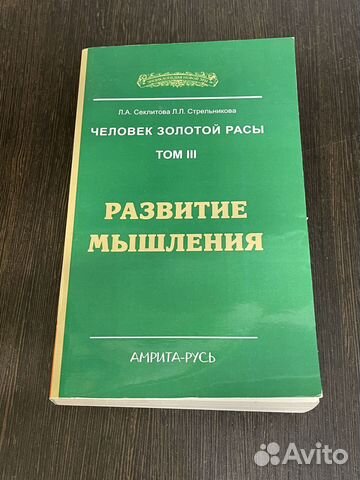 Л.А. Секлитова Л.Л. Стрельникова
ЧЕЛОВЕК ЗОЛОТОЙ РАСЫ
ТОМ III
РАЗВИТИЕ
МЫШЛЕНИЯ
АМРИТА-РУСЬ
Avito